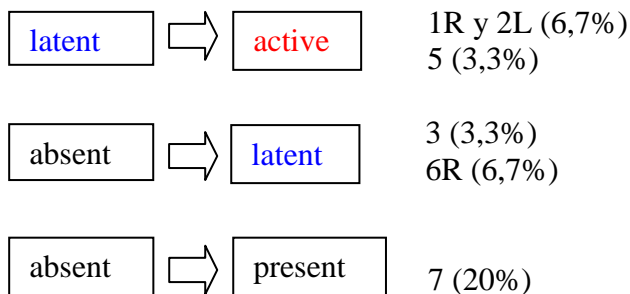 latent active 1R y 2L (6,7%)
5 (3,3%)
absent latent 3 (3,3%)
6R (6,7%)
absent present 7 (20%)